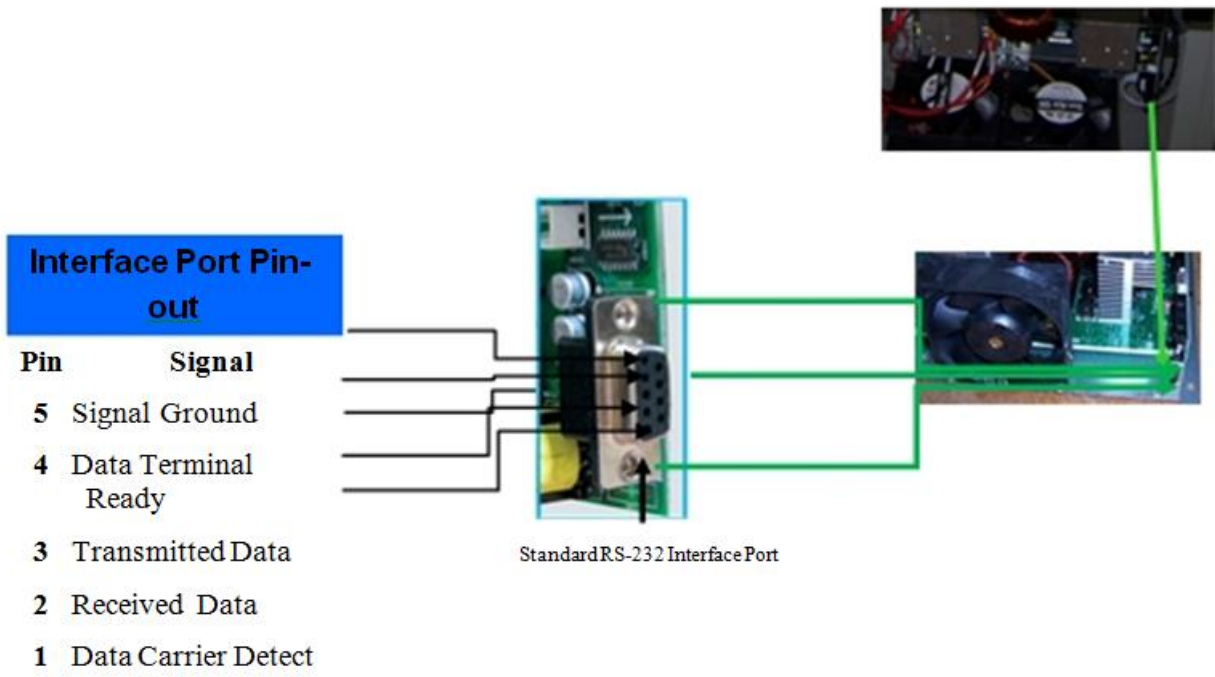 Interface Port Pin-
out
Pin Signal
5 Signal Ground
4 Data Terminal
Ready
3 Transmitted Data
2 Received Data
1 Data Carrier Detect
Standard RS-232 Interface Port